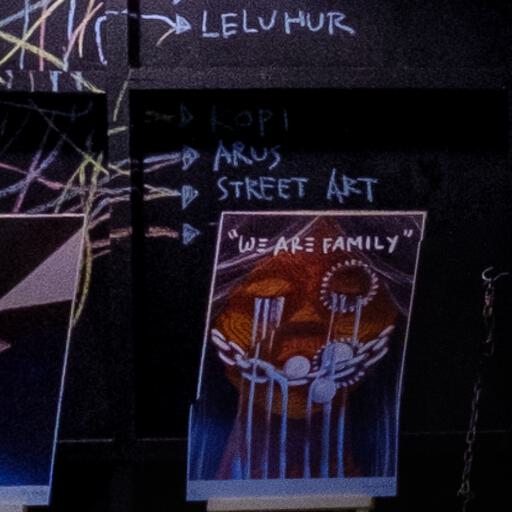 LELUHUR
KOPI
ARUS
STREET ART
"WE ARE FAMILY"